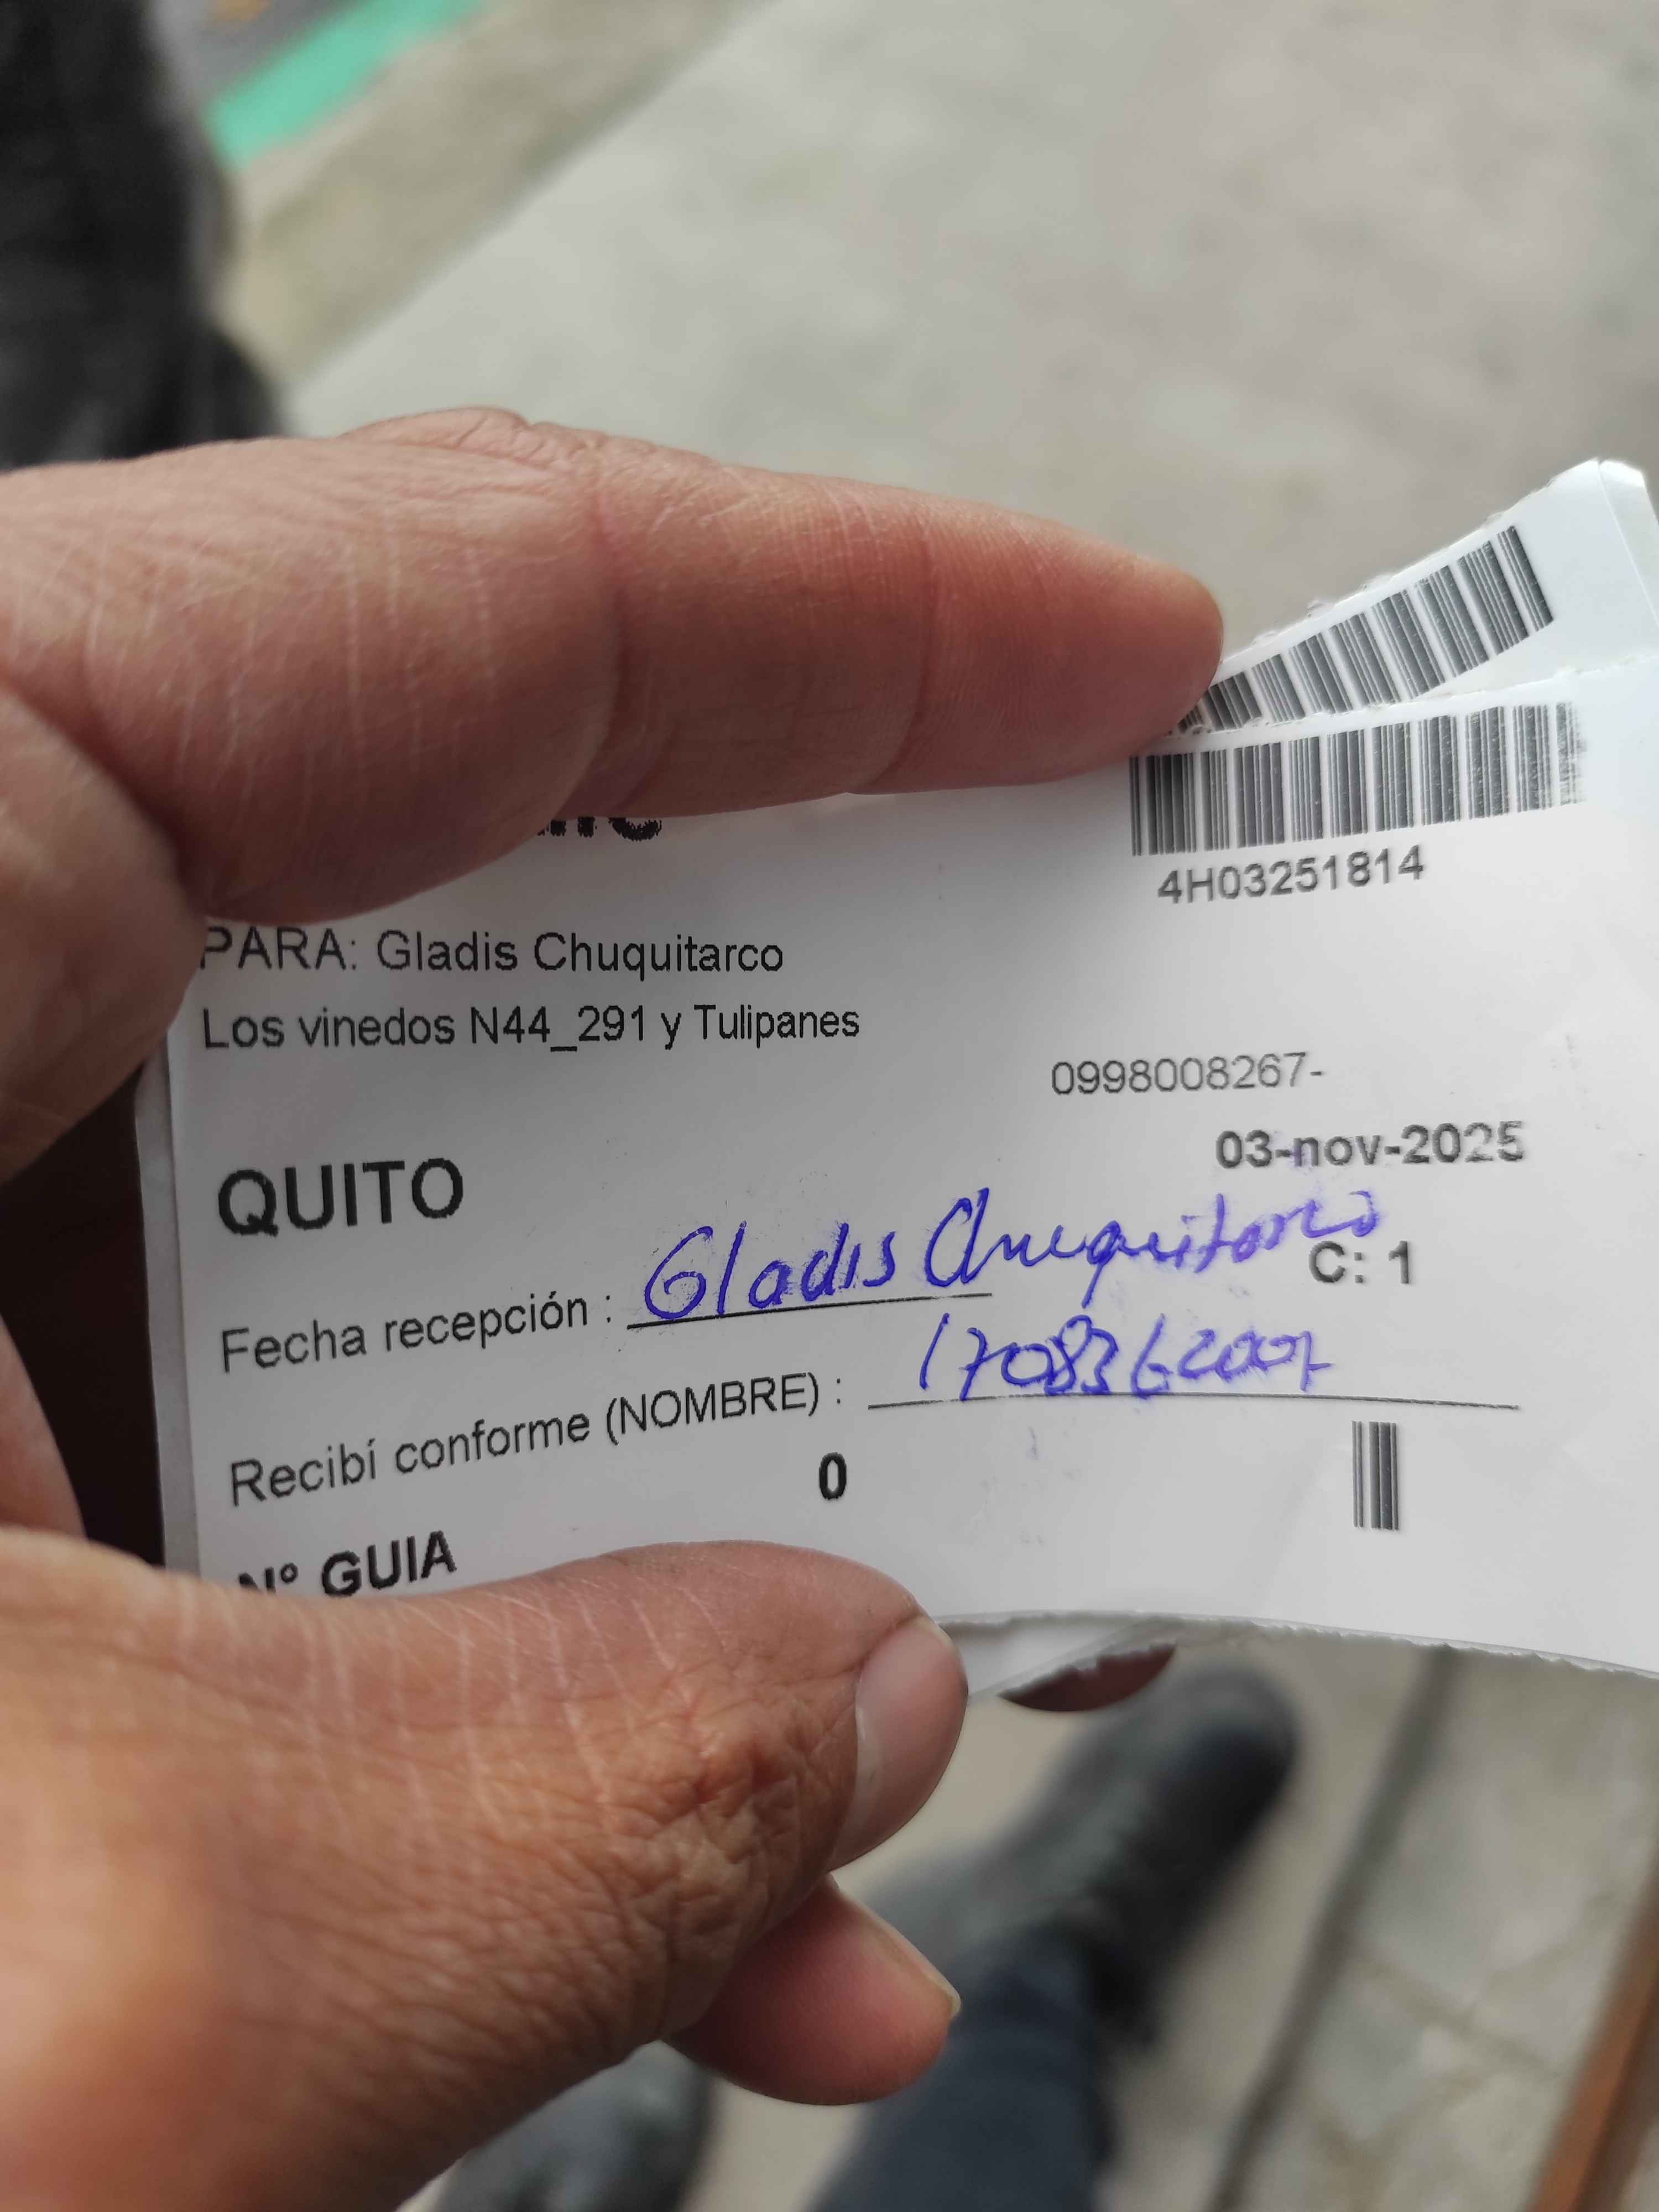 4H03251814
PARA: Gladis Chuquitarco
Los vinedos N44_291 y Tulipanes
0998008267-
03-nov-2025
QUITO
C: 1
Fecha recepción : Gladis Chuquitarco
Recibí conforme (NOMBRE) : 1708362007
0
N° GUIA